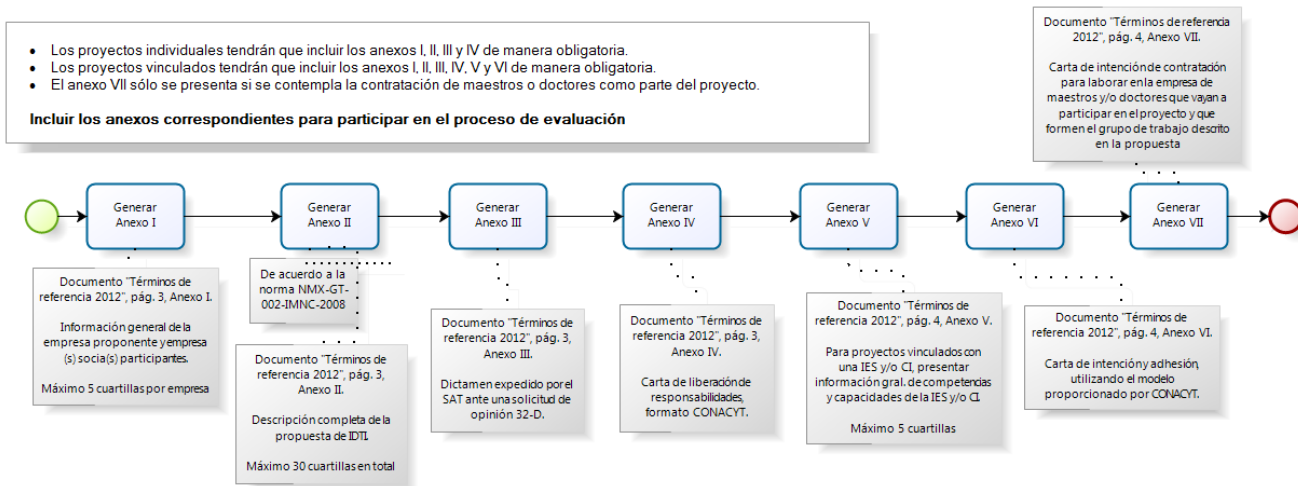 • Los proyectos individuales tendrán que incluir los anexos I, II, III y IV de manera obligatoria.
• Los proyectos vinculados tendrán que incluir los anexos I, II, III, IV, V y VI de manera obligatoria.
• El anexo VII sólo se presenta si se contempla la contratación de maestros o doctores como parte del proyecto.
Incluir los anexos correspondientes para participar en el proceso de evaluación
Documento "Términos de referencia
2012", pág. 4, Anexo VII.
Carta de intención de contratación
para laborar en la empresa de
maestros y/o doctores que vayan a
participar en el proyecto y que
formen el grupo de trabajo descrito
en la propuesta
Generar
Anexo I
Generar
Anexo II
Generar
Anexo III
Generar
Anexo IV
Generar
Anexo V
Generar
Anexo VI
Generar
Anexo VII
Documento "Términos de
referencia 2012", pág. 3, Anexo I.
Información general de la
empresa proponente y empresa
(s) socia(s) participantes.
Máximo 5 cuartillas por empresa
De acuerdo a la
norma NMX-GT-
002-IMNC-2008
Documento "Términos de
referencia 2012", pág. 3,
Anexo II.
Descripción completa de la
propuesta de IDTI.
Máximo 30 cuartillas en total
Documento "Términos de
referencia 2012", pág. 3,
Anexo III.
Dictamen expedido por el
SAT ante una solicitud de
opinión 32-D.
Documento "Términos de
referencia 2012", pág. 3,
Anexo IV.
Carta de liberación de
responsabilidades,
formato CONACYT.
Documento "Términos de
referencia 2012", pág. 4, Anexo V.
Para proyectos vinculados con
una IES y/o CI, presentar
información gral. de competencias
y capacidades de la IES y/o CI.
Máximo 5 cuartillas
Documento "Términos de
referencia 2012", pág. 4, Anexo VI.
Carta de intención y adhesión,
utilizando el modelo
proporcionado por CONACYT.